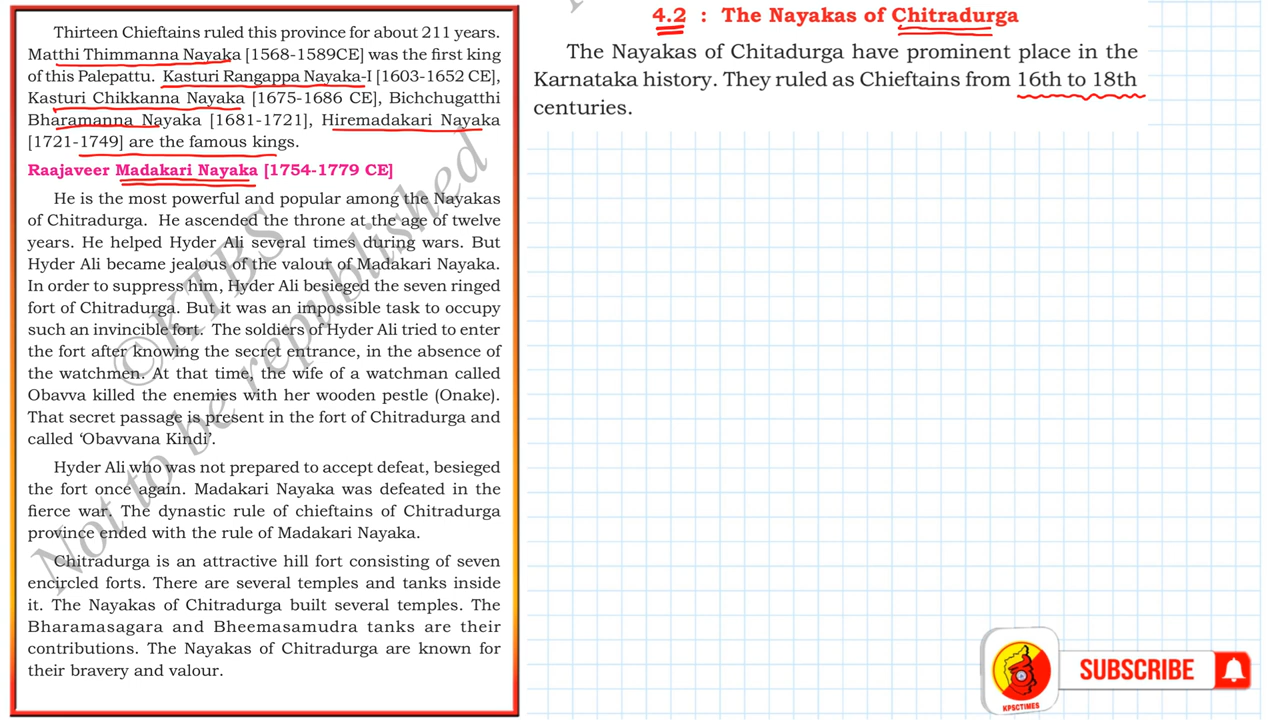 4.2 : The Nayakas of Chitradurga
The Nayakas of Chitadurga have prominent place in the
Karnataka history. They ruled as Chieftains from 16th to 18th
centuries.
Thirteen Chieftains ruled this province for about 211 years.
Matthi Thimmanna Nayaka [1568-1589CE] was the first king
of this Palepattu. Kasturi Rangappa Nayaka-I [1603-1652 CE],
Kasturi Chikkanna Nayaka [1675-1686 CE], Bichchugatthi
Bharamanna Nayaka [1681-1721], Hiremadakari Nayaka
[1721-1749] are the famous kings.
Raajaveer Madakari Nayaka [1754-1779 CE]
He is the most powerful and popular among the Nayakas
of Chitradurga. He ascended the throne at the age of twelve
years. He helped Hyder Ali several times during wars. But
Hyder Ali became jealous of the valour of Madakari Nayaka.
In order to suppress him, Hyder Ali besieged the seven ringed
fort of Chitradurga. But it was an impossible task to occupy
such an invincible fort. The soldiers of Hyder Ali tried to enter
the fort after knowing the secret entrance, in the absence of
the watchmen. At that time, the wife of a watchman called
Obavva killed the enemies with her wooden pestle (Onake).
That secret passage is present in the fort of Chitradurga and
called ‘Obavvana Kindi’.
Hyder Ali who was not prepared to accept defeat, besieged
the fort once again. Madakari Nayaka was defeated in the
fierce war. The dynastic rule of chieftains of Chitradurga
province ended with the rule of Madakari Nayaka.
Chitradurga is an attractive hill fort consisting of seven
encircled forts. There are several temples and tanks inside
it. The Nayakas of Chitradurga built several temples. The
Bharamasagara and Bheemasamudra tanks are their
contributions. The Nayakas of Chitradurga are known for
their bravery and valour.
©KTBS
Not to be republished
KPSCTIMES
SUBSCRIBE